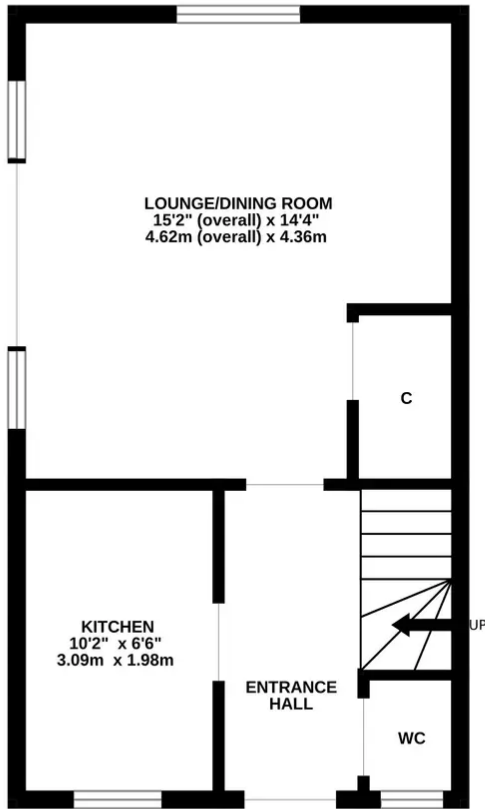 LOUNGE/DINING ROOM
15'2" (overall) x 14'4"
4.62m (overall) x 4.36m
C
UP
KITCHEN
10'2" x 6'6"
3.09m x 1.98m
ENTRANCE
HALL
WC